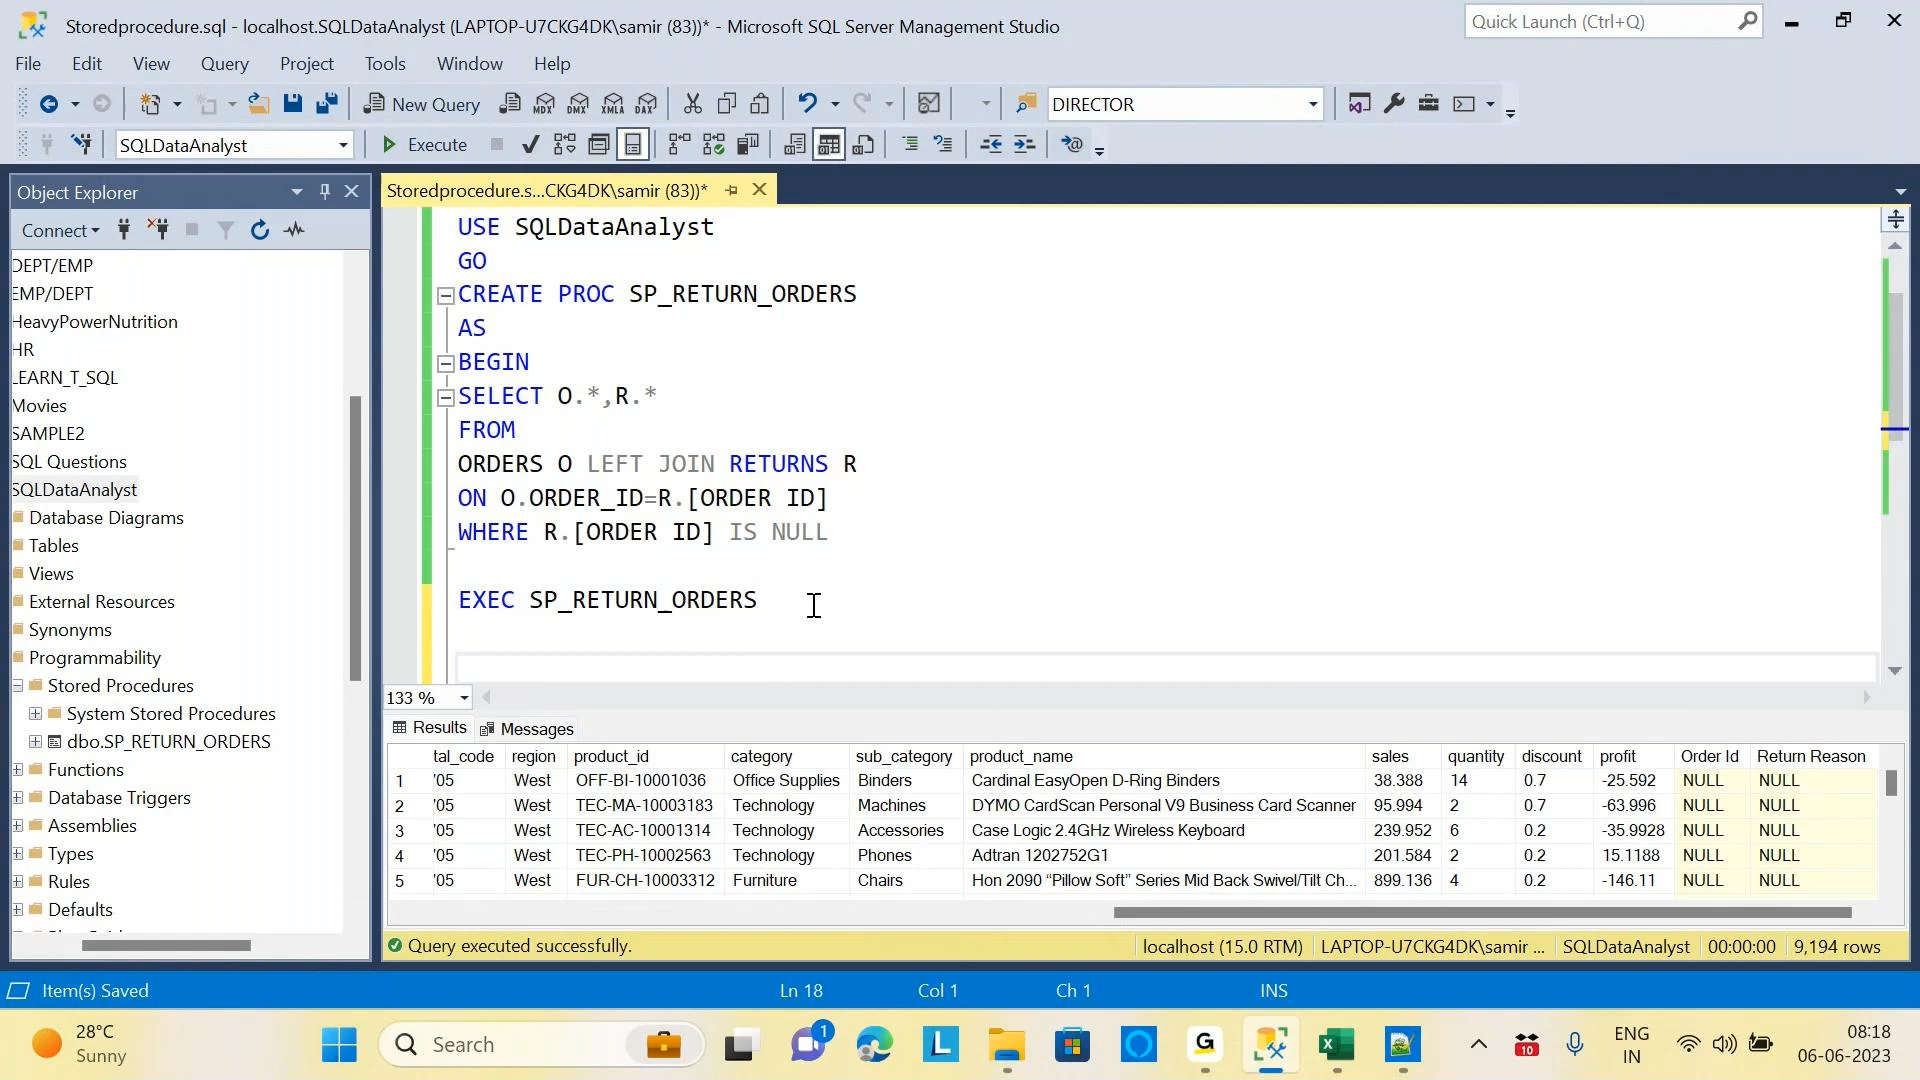 Storedprocedure.sql - localhost.SQLDataAnalyst (LAPTOP-U7CKG4DK\samir (83))* - Microsoft SQL Server Management Studio
Quick Launch (Ctrl+Q)
File Edit View Query Project Tools Window Help
New Query MDX DMX XMLA DAX DIRECTOR
SQLDataAnalyst Execute
Object Explorer
Storedprocedure.s...CKG4DK\samir (83))*
Connect
DEPT/EMP
EMP/DEPT
HeavyPowerNutrition
HR
LEARN_T_SQL
Movies
SAMPLE2
SQL Questions
SQLDataAnalyst
Database Diagrams
Tables
Views
External Resources
Synonyms
Programmability
Stored Procedures
System Stored Procedures
dbo.SP_RETURN_ORDERS
Functions
Database Triggers
Assemblies
Types
Rules
Defaults
USE SQLDataAnalyst
GO
CREATE PROC SP_RETURN_ORDERS
AS
BEGIN
SELECT O.*,R.*
FROM
ORDERS O LEFT JOIN RETURNS R
ON O.ORDER_ID=R.[ORDER ID]
WHERE R.[ORDER ID] IS NULL
EXEC SP_RETURN_ORDERS
133 %
Results Messages
tal_code region product_id category sub_category product_name sales quantity discount profit Order Id Return Reason
1 '05 West OFF-BI-10001036 Office Supplies Binders Cardinal EasyOpen D-Ring Binders 38.388 14 0.7 -25.592 NULL NULL
2 '05 West TEC-MA-10003183 Technology Machines DYMO CardScan Personal V9 Business Card Scanner 95.994 2 0.7 -63.996 NULL NULL
3 '05 West TEC-AC-10001314 Technology Accessories Case Logic 2.4GHz Wireless Keyboard 239.952 6 0.2 -35.9928 NULL NULL
4 '05 West TEC-PH-10002563 Technology Phones Adtran 1202752G1 201.584 2 0.2 15.1188 NULL NULL
5 '05 West FUR-CH-10003312 Furniture Chairs Hon 2090 “Pillow Soft” Series Mid Back Swivel/Tilt Ch... 899.136 4 0.2 -146.11 NULL NULL
Query executed successfully. localhost (15.0 RTM) LAPTOP-U7CKG4DK\samir ... SQLDataAnalyst 00:00:00 9,194 rows
Item(s) Saved Ln 18 Col 1 Ch 1 INS
28°C
Sunny
Search
1
L
G
10
ENG
IN
08:18
06-06-2023